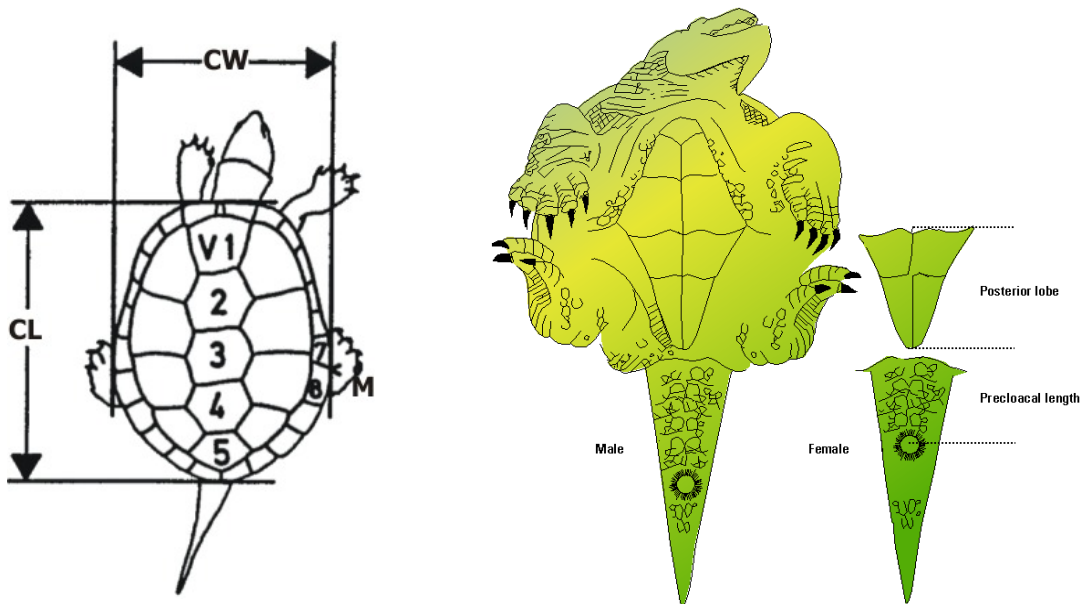 CW
V1
2
3
CL
7
M
8
4
5
Posterior lobe
Precloacal length
Male
Female